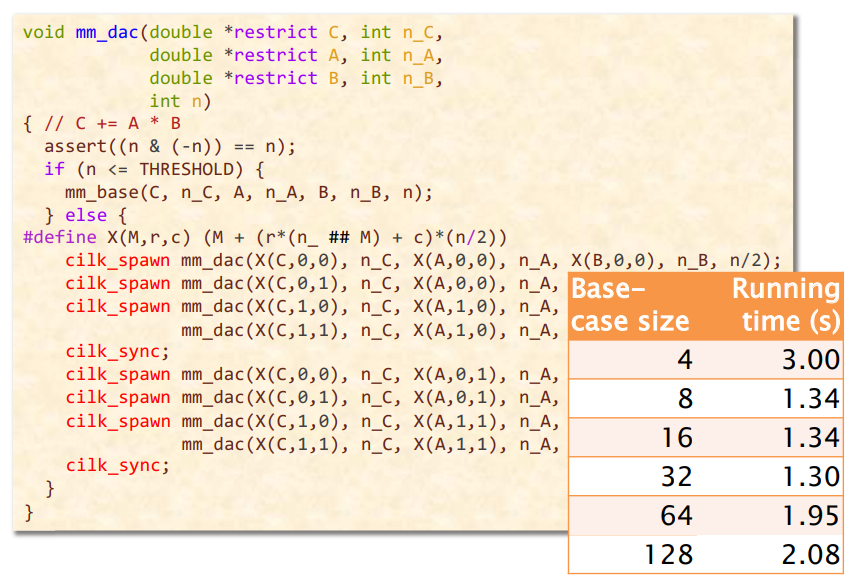 void mm_dac(double *restrict C, int n_C,
            double *restrict A, int n_A,
            double *restrict B, int n_B,
            int n)
{ // C += A * B
  assert((n & (-n)) == n);
  if (n <= THRESHOLD) {
    mm_base(C, n_C, A, n_A, B, n_B, n);
  } else {
#define X(M,r,c) (M + (r*(n_ ## M) + c)*(n/2))
    cilk_spawn mm_dac(X(C,0,0), n_C, X(A,0,0), n_A, X(B,0,0), n_B, n/2);
    cilk_spawn mm_dac(X(C,0,1), n_C, X(A,0,0), n_A,
    cilk_spawn mm_dac(X(C,1,0), n_C, X(A,1,0), n_A,
               mm_dac(X(C,1,1), n_C, X(A,1,0), n_A,
    cilk_sync;
    cilk_spawn mm_dac(X(C,0,0), n_C, X(A,0,1), n_A,
    cilk_spawn mm_dac(X(C,0,1), n_C, X(A,0,1), n_A,
    cilk_spawn mm_dac(X(C,1,0), n_C, X(A,1,1), n_A,
               mm_dac(X(C,1,1), n_C, X(A,1,1), n_A,
    cilk_sync;
  }
}
Base- Running
case size time (s)
4 3.00
8 1.34
16 1.34
32 1.30
64 1.95
128 2.08